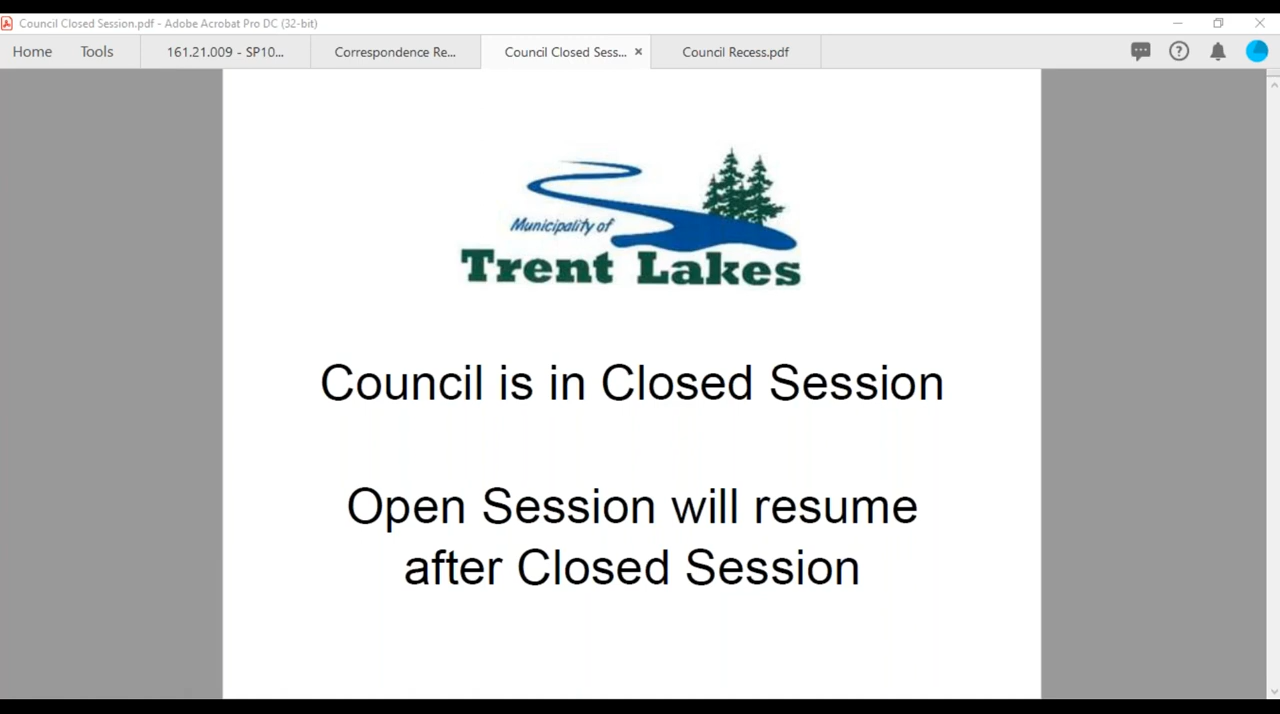 Council Closed Session.pdf - Adobe Acrobat Pro DC (32-bit)
Home Tools 161.21.009 - SP10... Correspondence Re... Council Closed Sess... × Council Recess.pdf
Municipality of
Trent Lakes
Council is in Closed Session
Open Session will resume
after Closed Session